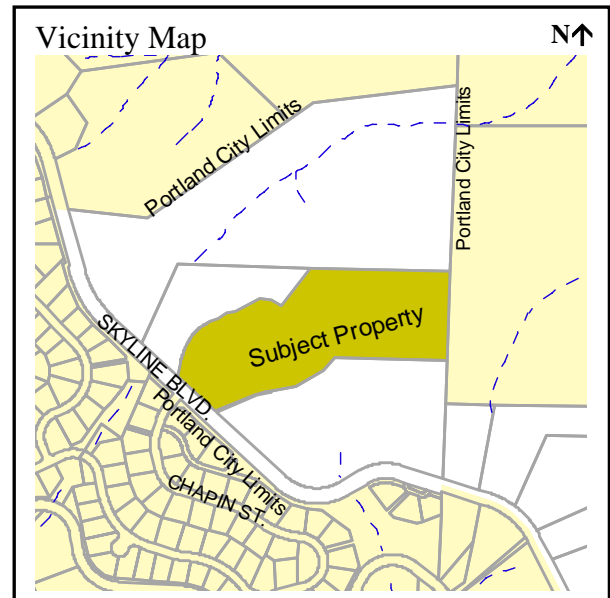 Vicinity Map
N↑
Portland City Limits
Portland City Limits
Subject Property
SKYLINE BLVD.
Portland City Limits
CHAPIN ST.